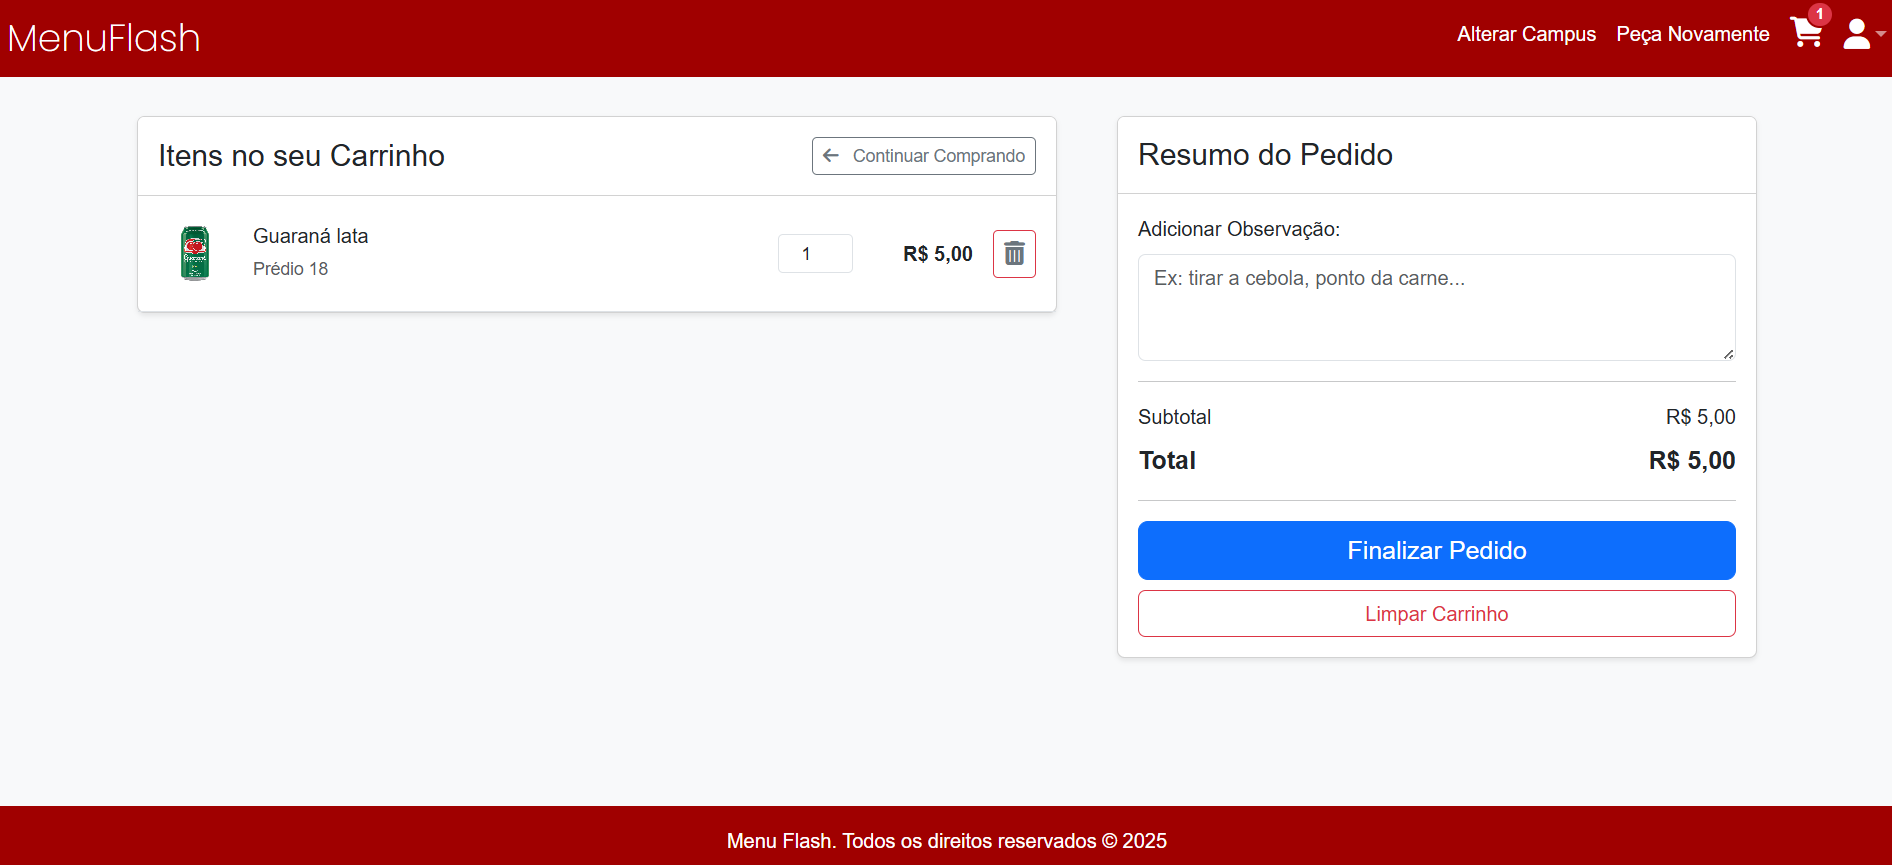 MenuFlash
Alterar Campus
Peça Novamente
1
Itens no seu Carrinho
Continuar Comprando
Guaraná lata
Prédio 18
1
R$ 5,00
Resumo do Pedido
Adicionar Observação:
Ex: tirar a cebola, ponto da carne...
Subtotal
R$ 5,00
Total
R$ 5,00
Finalizar Pedido
Limpar Carrinho
Menu Flash. Todos os direitos reservados © 2025